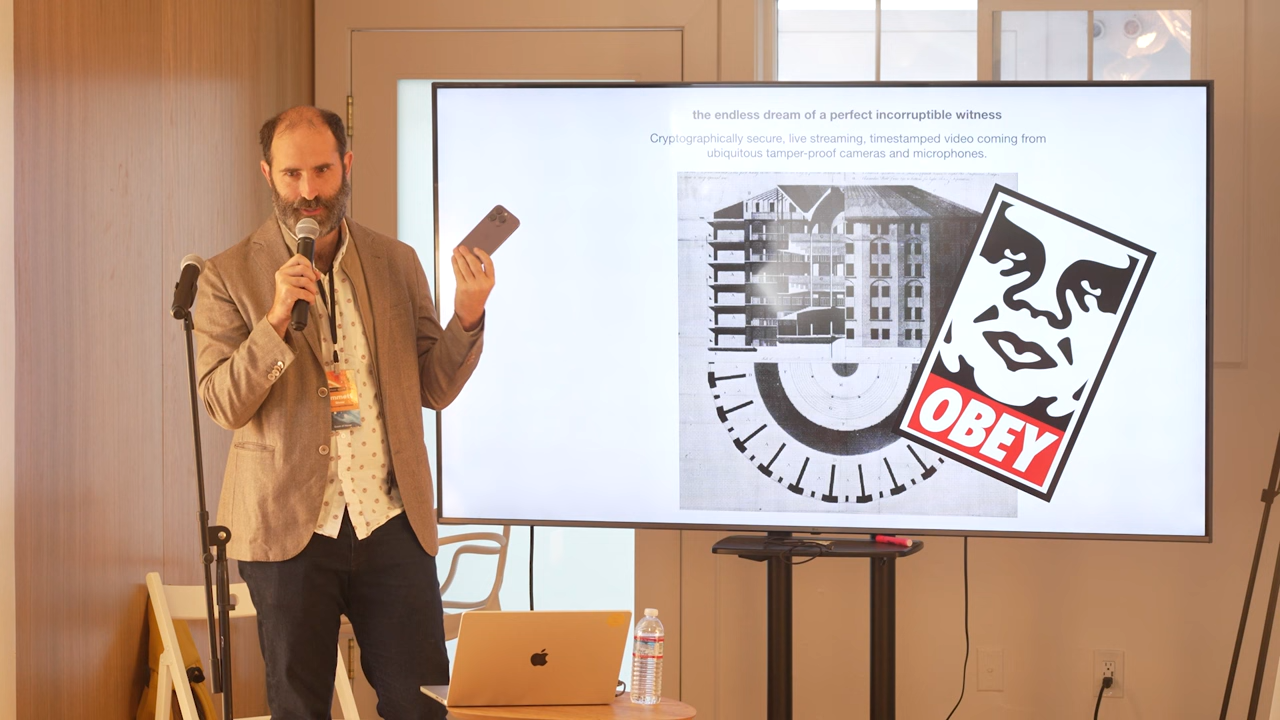 the endless dream of a perfect incorruptible witness
Cryptographically secure, live streaming, timestamped video coming from
ubiquitous tamper-proof cameras and microphones.
OBEY